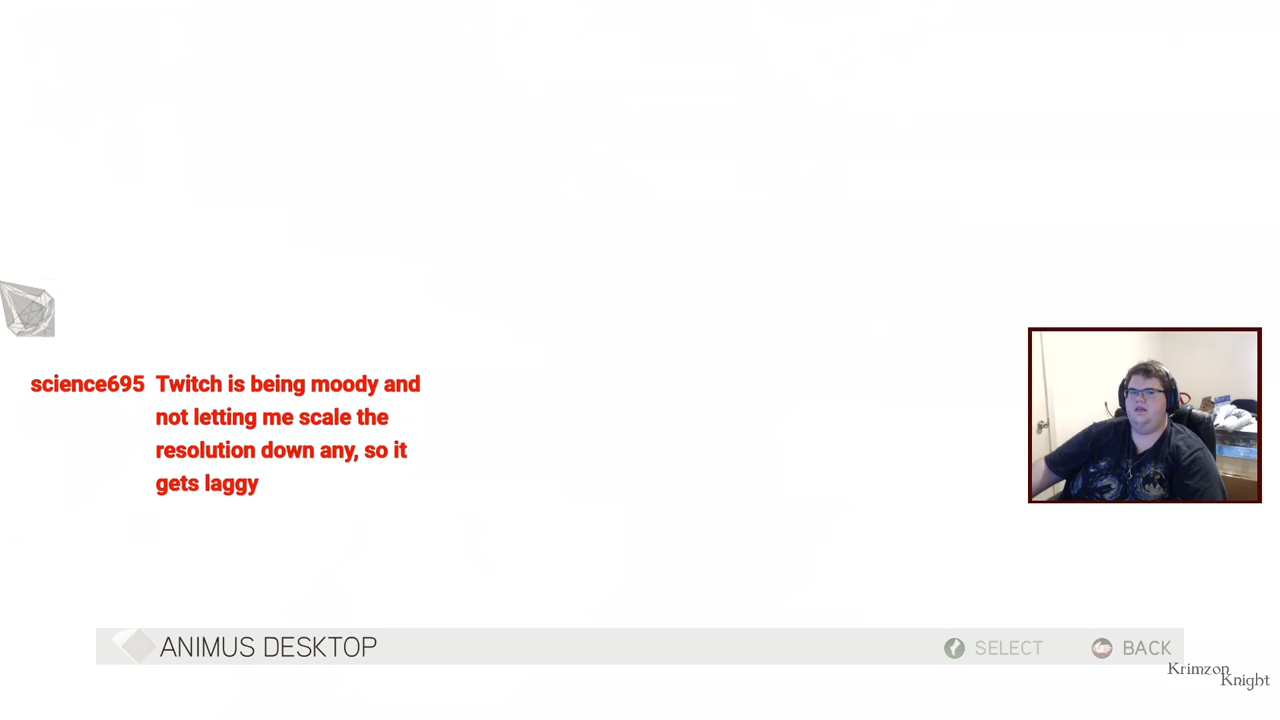 science695 Twitch is being moody and
not letting me scale the
resolution down any, so it
gets laggy
ANIMUS DESKTOP
SELECT
BACK
Krimzon
Knight